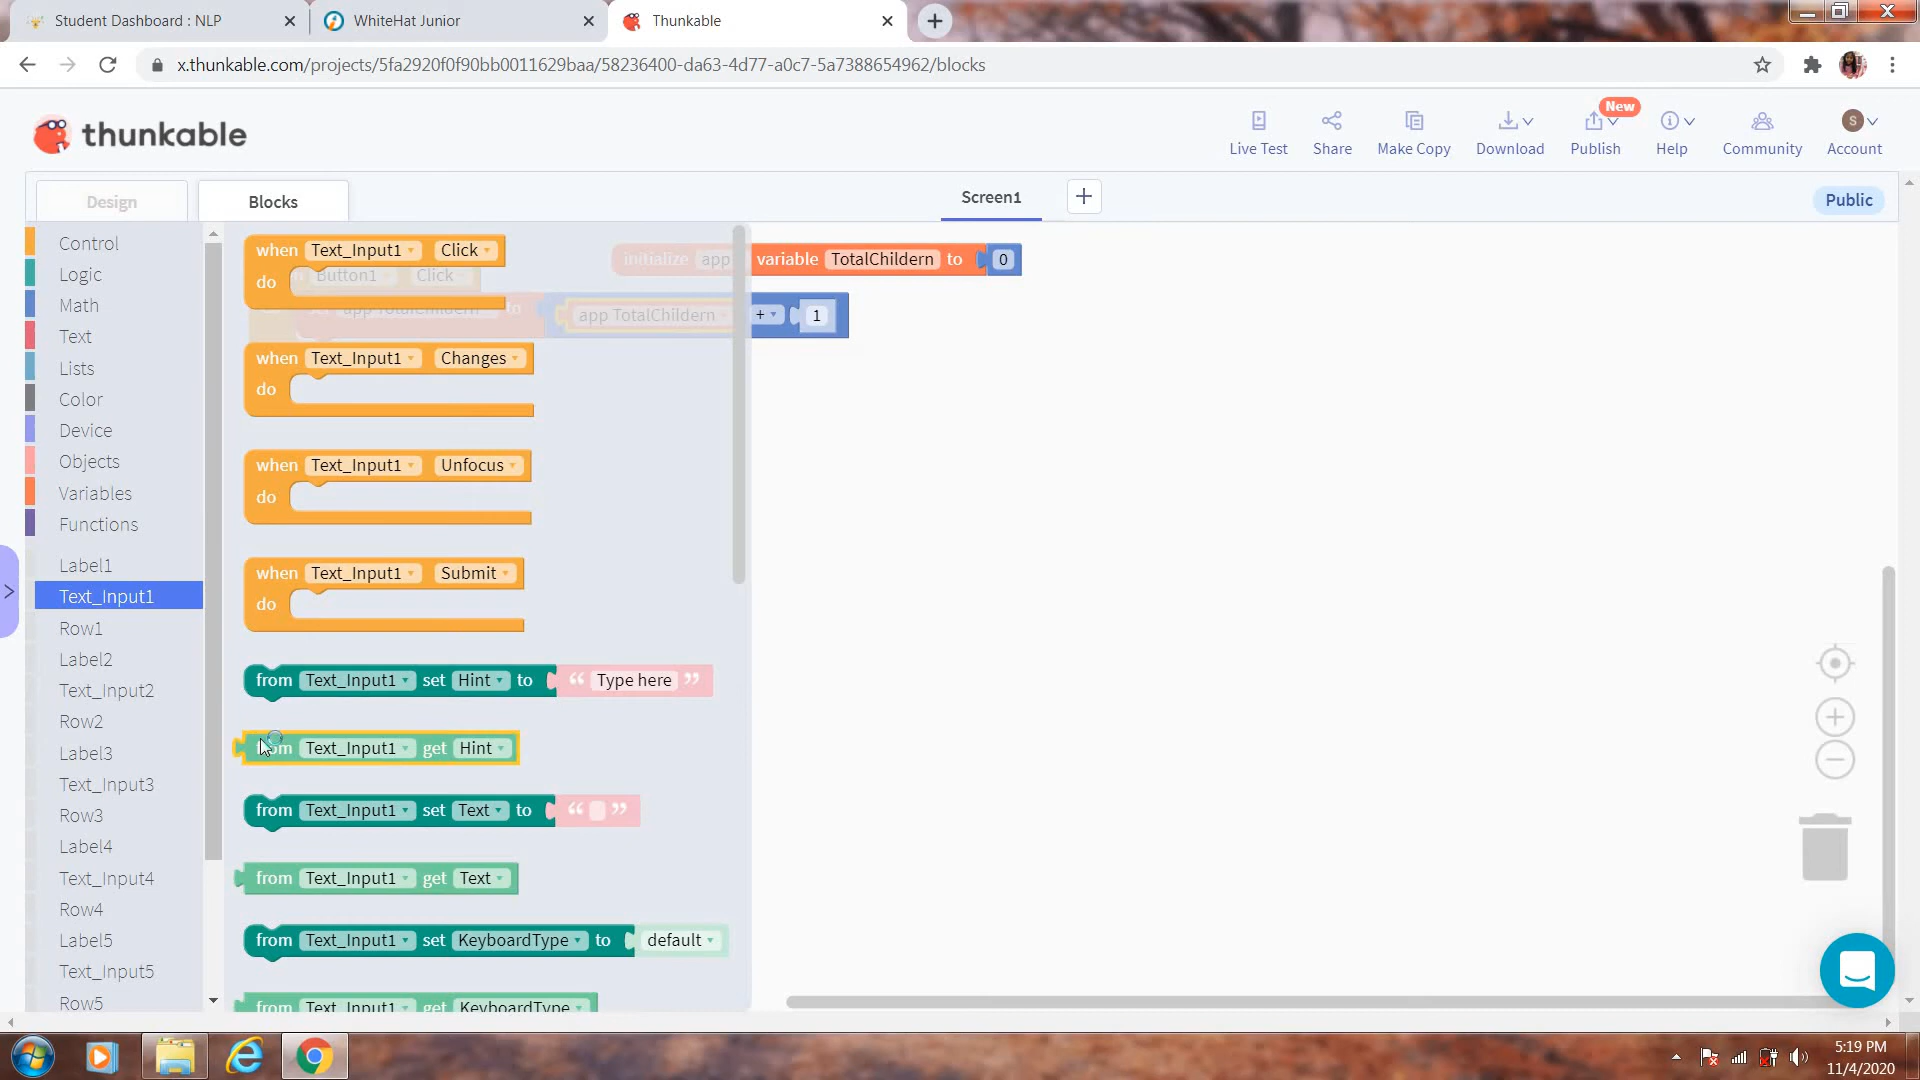 Student Dashboard : NLP
WhiteHat Junior
Thunkable
x.thunkable.com/projects/5fa2920f0f90bb0011629baa/58236400-da63-4d77-a0c7-5a7388654962/blocks
thunkable
Live Test
Share
Make Copy
Download
New
Publish
Help
Community
S
Account
Design
Blocks
Screen1
Public
Control
Logic
Math
Text
Lists
Color
Device
Objects
Variables
Functions
Label1
Text_Input1
Row1
Label2
Text_Input2
Row2
Label3
Text_Input3
Row3
Label4
Text_Input4
Row4
Label5
Text_Input5
Row5
when Text_Input1 Click
do
Button1 Click
initialize app variable TotalChildern to 0
app TotalChildern to app TotalChildern + 1
when Text_Input1 Changes
do
when Text_Input1 Unfocus
do
when Text_Input1 Submit
do
from Text_Input1 set Hint to “ Type here ”
from Text_Input1 get Hint
from Text_Input1 set Text to “ ”
from Text_Input1 get Text
from Text_Input1 set KeyboardType to default
from Text_Input1 get KeyboardType
5:19 PM
11/4/2020